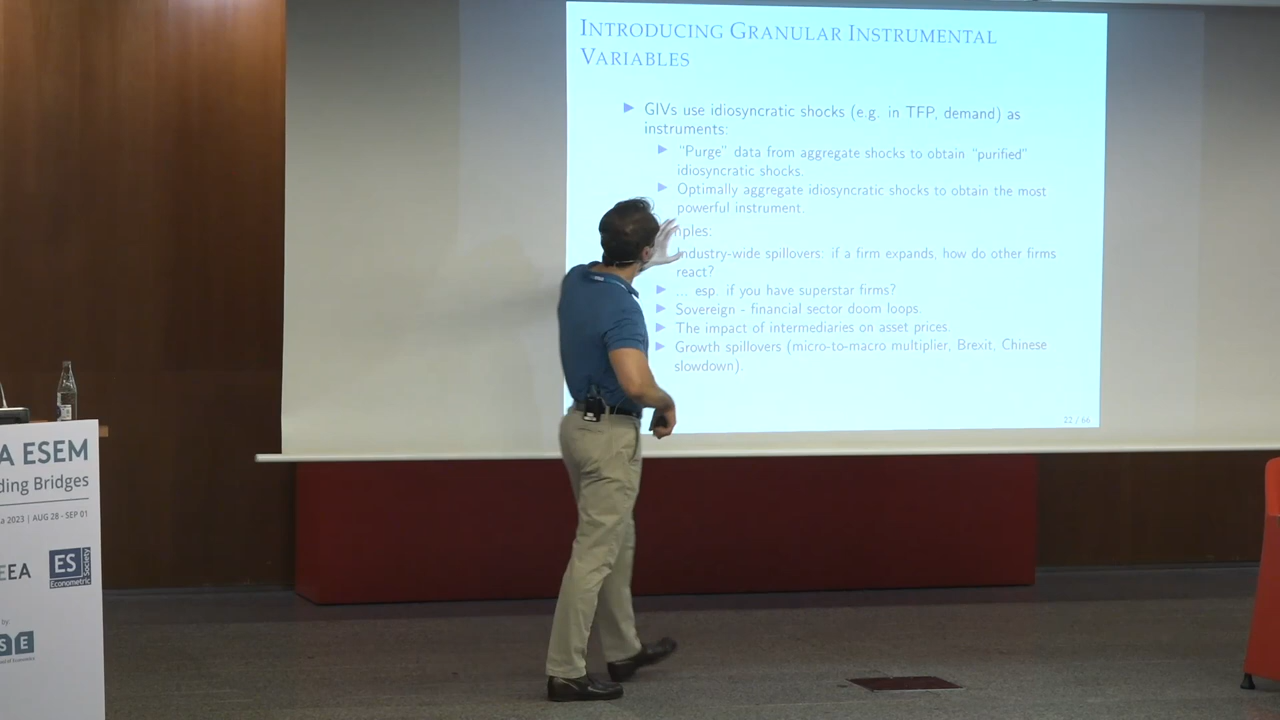 INTRODUCING GRANULAR INSTRUMENTAL
VARIABLES
GIVs use idiosyncratic shocks (e.g. in TFP, demand) as
instruments:
"Purge" data from aggregate shocks to obtain "purified"
idiosyncratic shocks.
Optimally aggregate idiosyncratic shocks to obtain the most
powerful instrument.
mples:
Industry-wide spillovers: if a firm expands, how do other firms
react?
... esp. if you have superstar firms?
Sovereign - financial sector doom loops.
The impact of intermediaries on asset prices.
Growth spillovers (micro-to-macro multiplier, Brexit, Chinese
slowdown).
22 / 66
A ESEM
ding Bridges
a 2023 | AUG 28 - SEP 01
EEA
ES
Econometric
Society
by:
S E